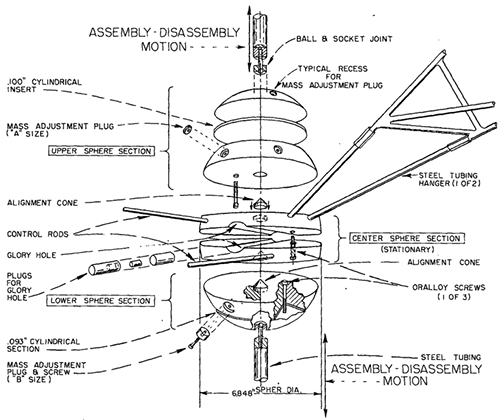 ASSEMBLY-DISASSEMBLY
MOTION
BALL & SOCKET JOINT
TYPICAL RECESS
FOR
MASS ADJUSTMENT PLUG
.100" CYLINDRICAL
INSERT
MASS ADJUSTMENT PLUG
("A" SIZE)
UPPER SPHERE SECTION
STEEL TUBING
HANGER (1 OF 2)
ALIGNMENT CONE
CONTROL RODS
GLORY HOLE
CENTER SPHERE SECTION
(STATIONARY)
ALIGNMENT CONE
PLUGS
FOR
GLORY
HOLE
LOWER SPHERE SECTION
ORALLOY SCREWS
(1 OF 3)
.093" CYLINDRICAL
SECTION
MASS ADJUSTMENT
PLUG & SCREW
("B" SIZE)
STEEL TUBING
ASSEMBLY-DISASSEMBLY
MOTION
6.848" SPHER DIA.